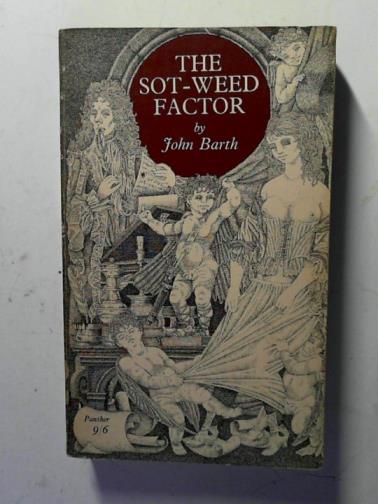 THE
SOT-WEED
FACTOR
by
John Barth
Panther
9/6